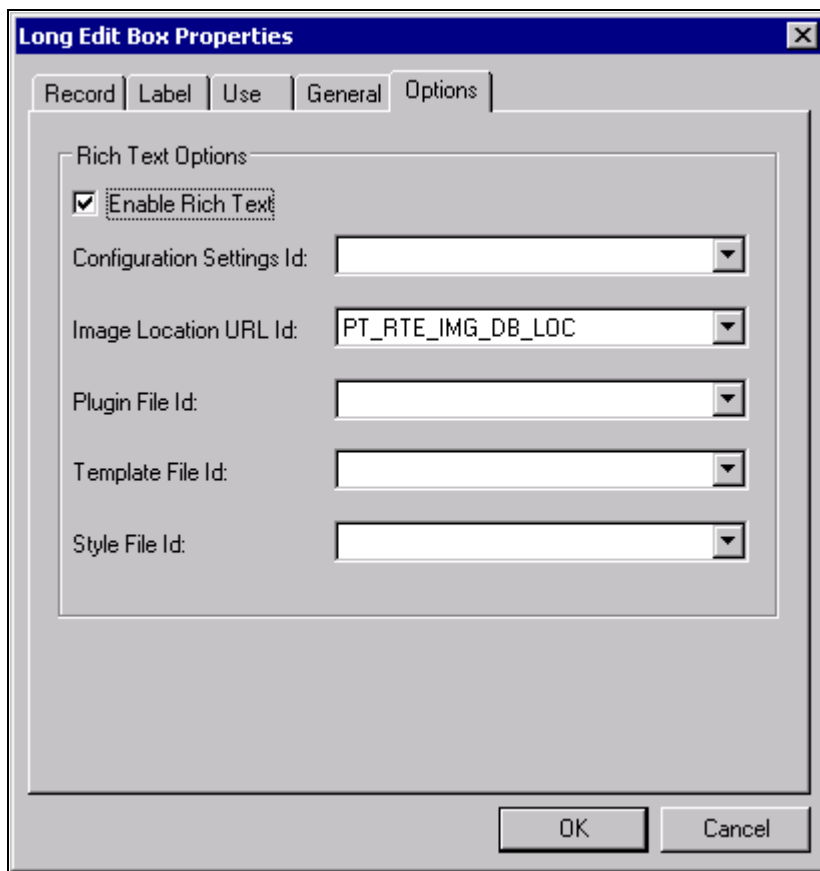 Long Edit Box Properties
Record Label Use General Options
Rich Text Options
Enable Rich Text
Configuration Settings Id:
Image Location URL Id: PT_RTE_IMG_DB_LOC
Plugin File Id:
Template File Id:
Style File Id:
OK Cancel